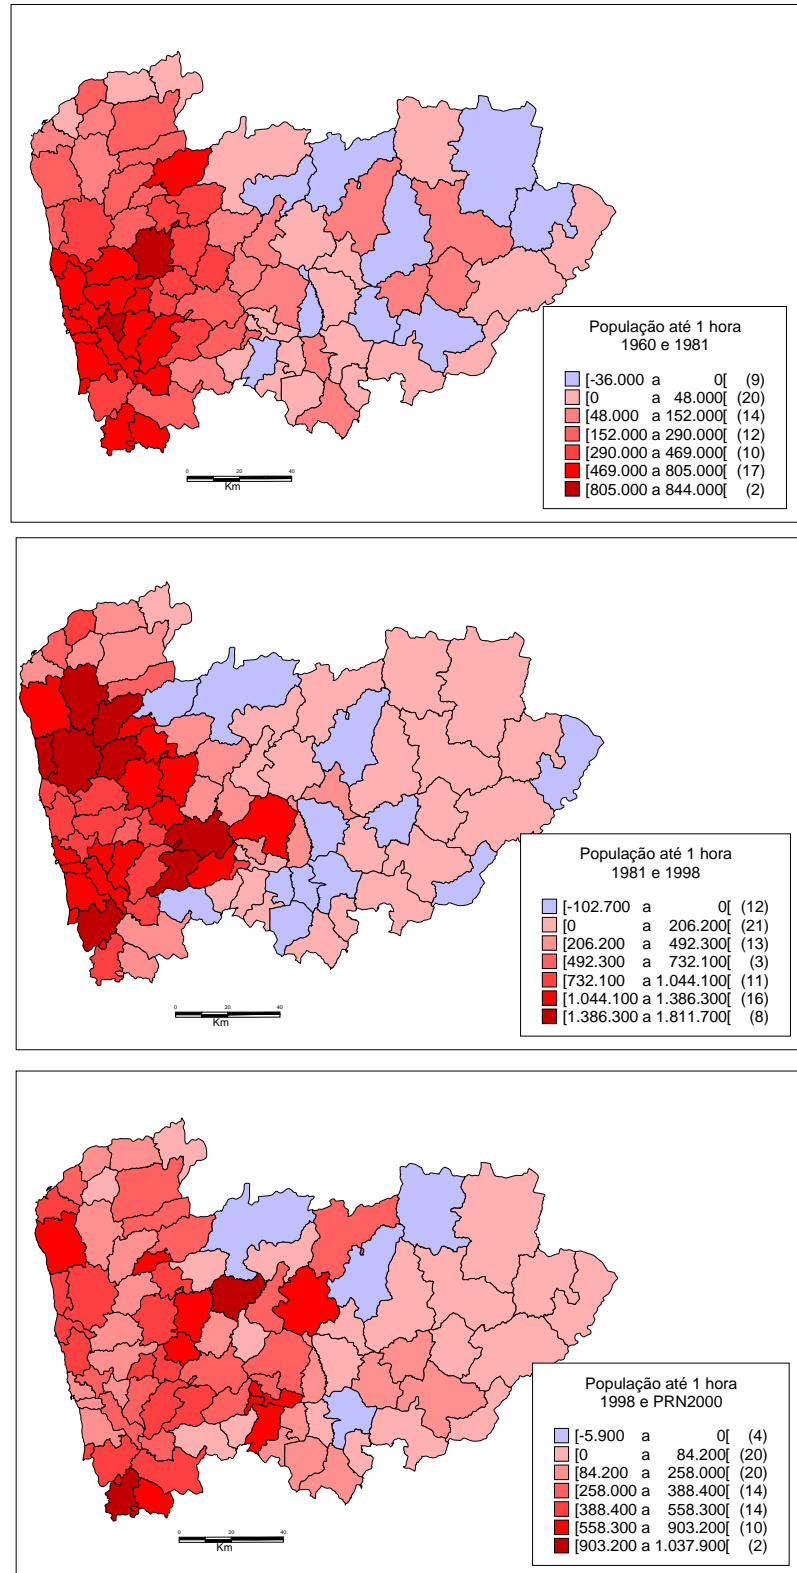 População até 1 hora
1960 e 1981
[-36.000 a 0[ (9)
[0 a 48.000[ (20)
[48.000 a 152.000[ (14)
[152.000 a 290.000[ (12)
[290.000 a 469.000[ (10)
[469.000 a 805.000[ (17)
[805.000 a 844.000[ (2)
0 20 40
Km
População até 1 hora
1981 e 1998
[-102.700 a 0[ (12)
[0 a 206.200[ (21)
[206.200 a 492.300[ (13)
[492.300 a 732.100[ (3)
[732.100 a 1.044.100[ (11)
[1.044.100 a 1.386.300[ (16)
[1.386.300 a 1.811.700[ (8)
0 20 40
Km
População até 1 hora
1998 e PRN2000
[-5.900 a 0[ (4)
[0 a 84.200[ (20)
[84.200 a 258.000[ (20)
[258.000 a 388.400[ (14)
[388.400 a 558.300[ (14)
[558.300 a 903.200[ (10)
[903.200 a 1.037.900[ (2)
0 20 40
Km